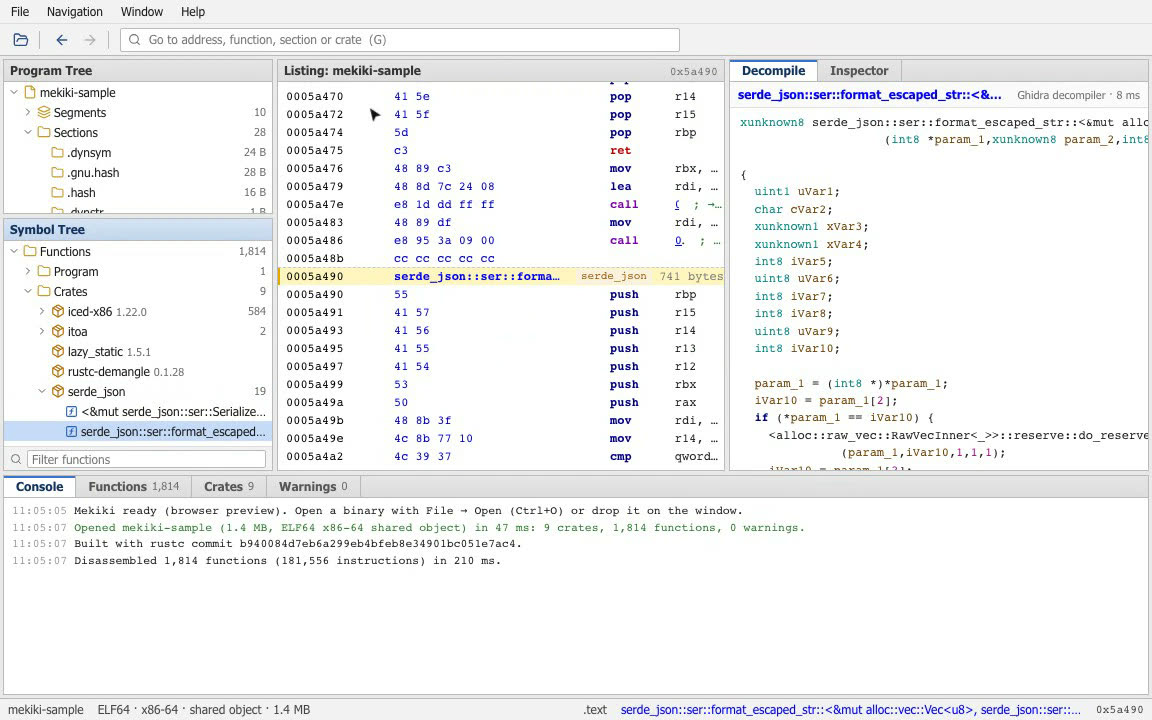 File Navigation Window Help
Go to address, function, section or crate (G)
Program Tree
mekiki-sample
Segments 10
Sections 28
.dynsym 24 B
.gnu.hash 28 B
.hash 16 B
.dynstr 1 B
Symbol Tree
Functions 1,814
Program 1
Crates 9
iced-x86 1.22.0 584
itoa 2
lazy_static 1.5.1
rustc-demangle 0.1.28
serde_json 19
<&mut serde_json::ser::Serialize...
serde_json::ser::format_escaped...
Filter functions
Listing: mekiki-sample 0x5a490
0005a470 41 5e pop r14
0005a472 41 5f pop r15
0005a474 5d pop rbp
0005a475 c3 ret
0005a476 48 89 c3 mov rbx, …
0005a479 48 8d 7c 24 08 lea rdi, …
0005a47e e8 1d dd ff ff call ( ; →…
0005a483 48 89 df mov rdi, …
0005a486 e8 95 3a 09 00 call 0. ; …
0005a48b cc cc cc cc cc
0005a490 serde_json::ser::forma… serde_json 741 bytes
0005a490 55 push rbp
0005a491 41 57 push r15
0005a493 41 56 push r14
0005a495 41 55 push r13
0005a497 41 54 push r12
0005a499 53 push rbx
0005a49a 50 push rax
0005a49b 48 8b 3f mov rdi, …
0005a49e 4c 8b 77 10 mov r14, …
0005a4a2 4c 39 37 cmp qword…
Decompile Inspector
serde_json::ser::format_escaped_str::<&... Ghidra decompiler · 8 ms
xunknown8 serde_json::ser::format_escaped_str::<&mut alloc
(int8 *param_1,xunknown8 param_2,int8
{
uint1 uVar1;
char cVar2;
xunknown1 xVar3;
xunknown1 xVar4;
int8 iVar5;
uint8 uVar6;
int8 iVar7;
int8 iVar8;
uint8 uVar9;
int8 iVar10;
param_1 = (int8 *)*param_1;
iVar10 = param_1[2];
if (*param_1 == iVar10) {
<alloc::raw_vec::RawVecInner<_>>::reserve::do_reserve
(param_1,iVar10,1,1,1);
iVar10 = param_1[2];
Console Functions 1,814 Crates 9 Warnings 0
11:05:05 Mekiki ready (browser preview). Open a binary with File → Open (Ctrl+O) or drop it on the window.
11:05:07 Opened mekiki-sample (1.4 MB, ELF64 x86-64 shared object) in 47 ms: 9 crates, 1,814 functions, 0 warnings.
11:05:07 Built with rustc commit b940084d7eb6a299eb4bfeb8e34901bc051e7ac4.
11:05:07 Disassembled 1,814 functions (181,556 instructions) in 210 ms.
mekiki-sample ELF64 · x86-64 · shared object · 1.4 MB .text serde_json::ser::format_escaped_str::<&mut alloc::vec::Vec<u8>, serde_json::ser::... 0x5a490